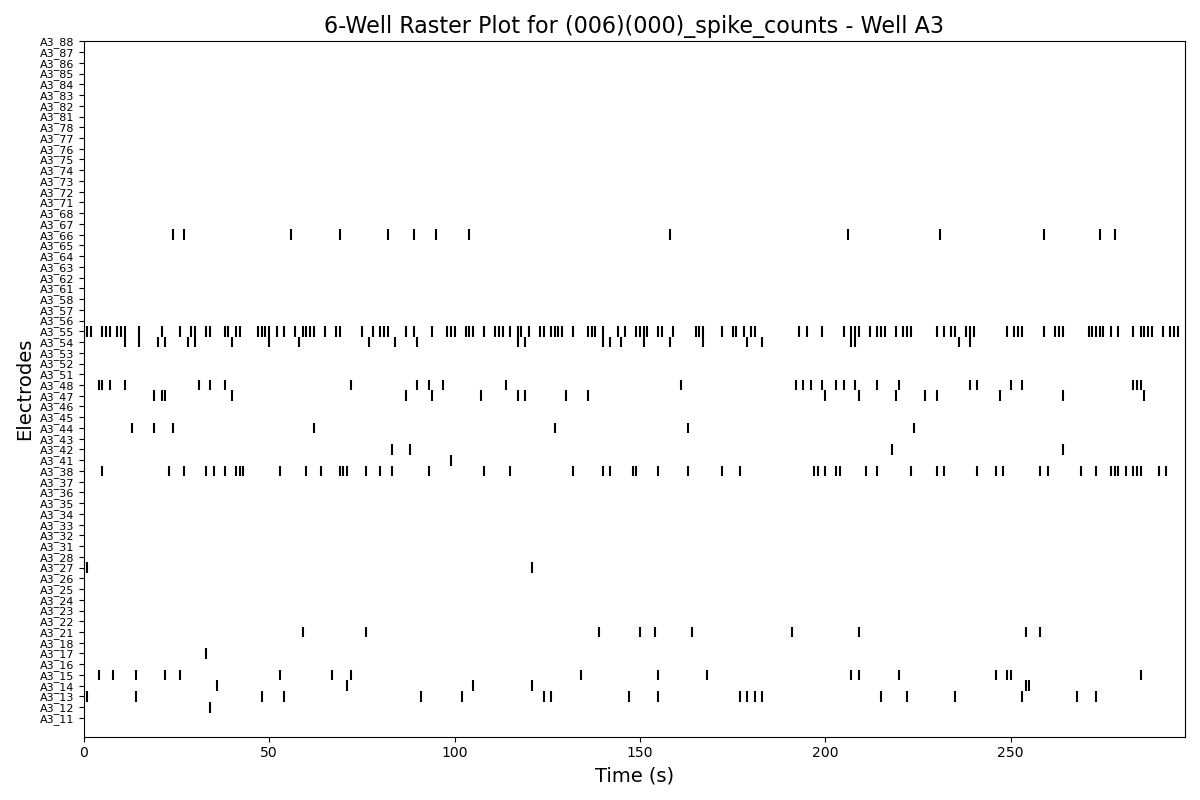 6-Well Raster Plot for (006)(000)_spike_counts - Well A3
Electrodes
A3_88
A3_87
A3_86
A3_85
A3_84
A3_83
A3_82
A3_81
A3_78
A3_77
A3_76
A3_75
A3_74
A3_73
A3_72
A3_71
A3_68
A3_67
A3_66
A3_65
A3_64
A3_63
A3_62
A3_61
A3_58
A3_57
A3_56
A3_55
A3_54
A3_53
A3_52
A3_51
A3_48
A3_47
A3_46
A3_45
A3_44
A3_43
A3_42
A3_41
A3_38
A3_37
A3_36
A3_35
A3_34
A3_33
A3_32
A3_31
A3_28
A3_27
A3_26
A3_25
A3_24
A3_23
A3_22
A3_21
A3_18
A3_17
A3_16
A3_15
A3_14
A3_13
A3_12
A3_11
0 50 100 150 200 250
Time (s)